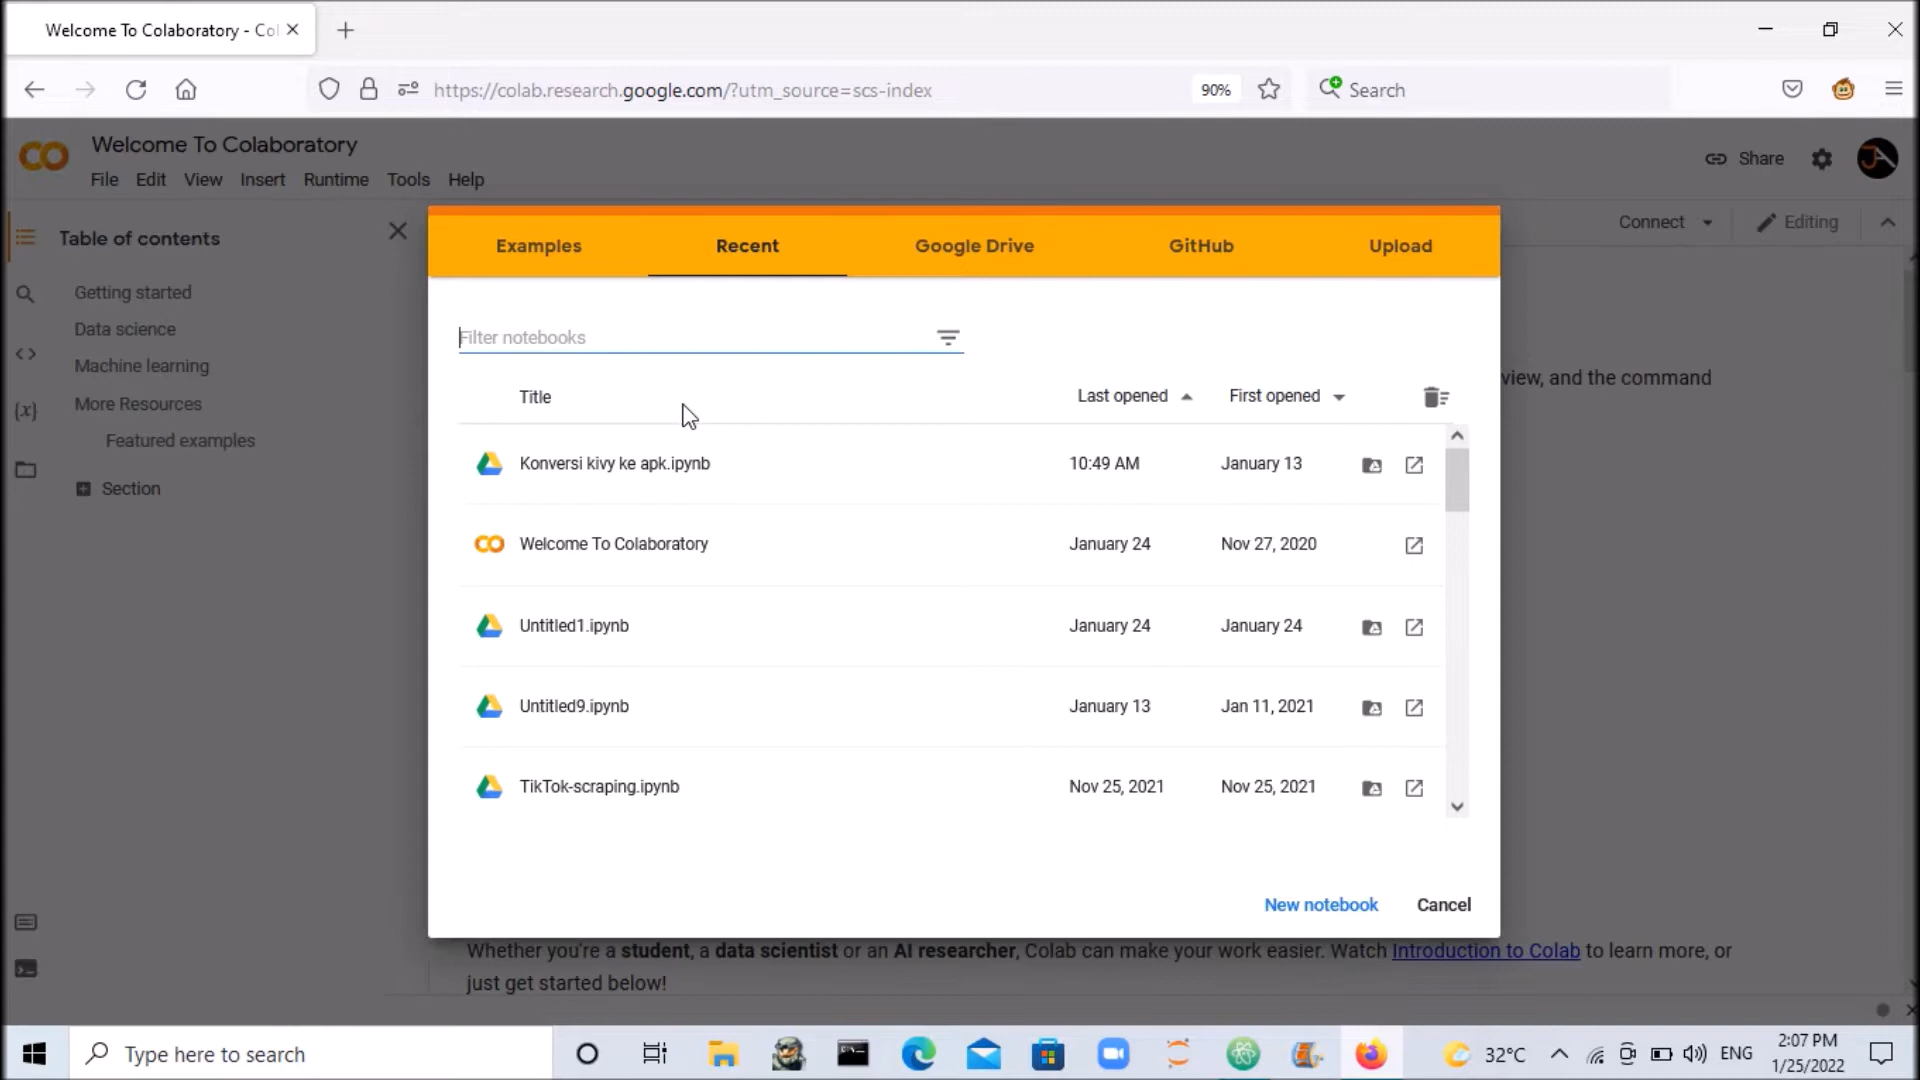 Welcome To Colaboratory - Col
https://colab.research.google.com/?utm_source=scs-index
90%
Search
Welcome To Colaboratory
File Edit View Insert Runtime Tools Help
Share
Connect
Editing
Table of contents
Getting started
Data science
Machine learning
More Resources
Featured examples
Section
Examples Recent Google Drive GitHub Upload
Filter notebooks
Title Last opened First opened
Konversi kivy ke apk.ipynb 10:49 AM January 13
Welcome To Colaboratory January 24 Nov 27, 2020
Untitled1.ipynb January 24 January 24
Untitled9.ipynb January 13 Jan 11, 2021
TikTok-scraping.ipynb Nov 25, 2021 Nov 25, 2021
New notebook Cancel
view, and the command
Whether you're a student, a data scientist or an AI researcher, Colab can make your work easier. Watch Introduction to Colab to learn more, or
just get started below!
Type here to search
32°C
ENG
2:07 PM
1/25/2022